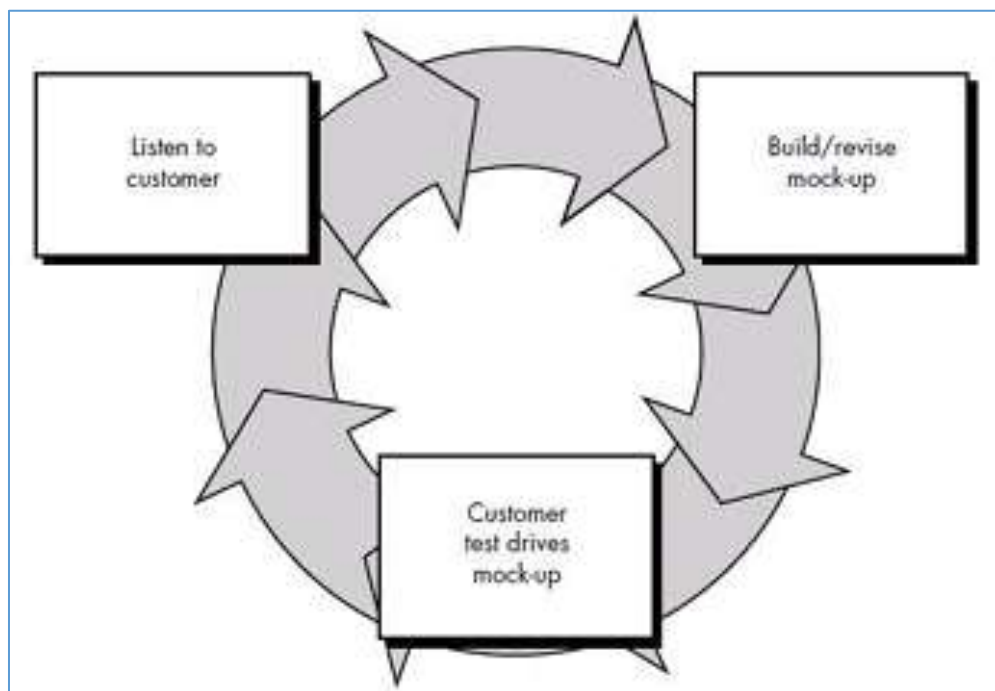 Listen to
customer
Build/revise
mock-up
Customer
test drives
mock-up